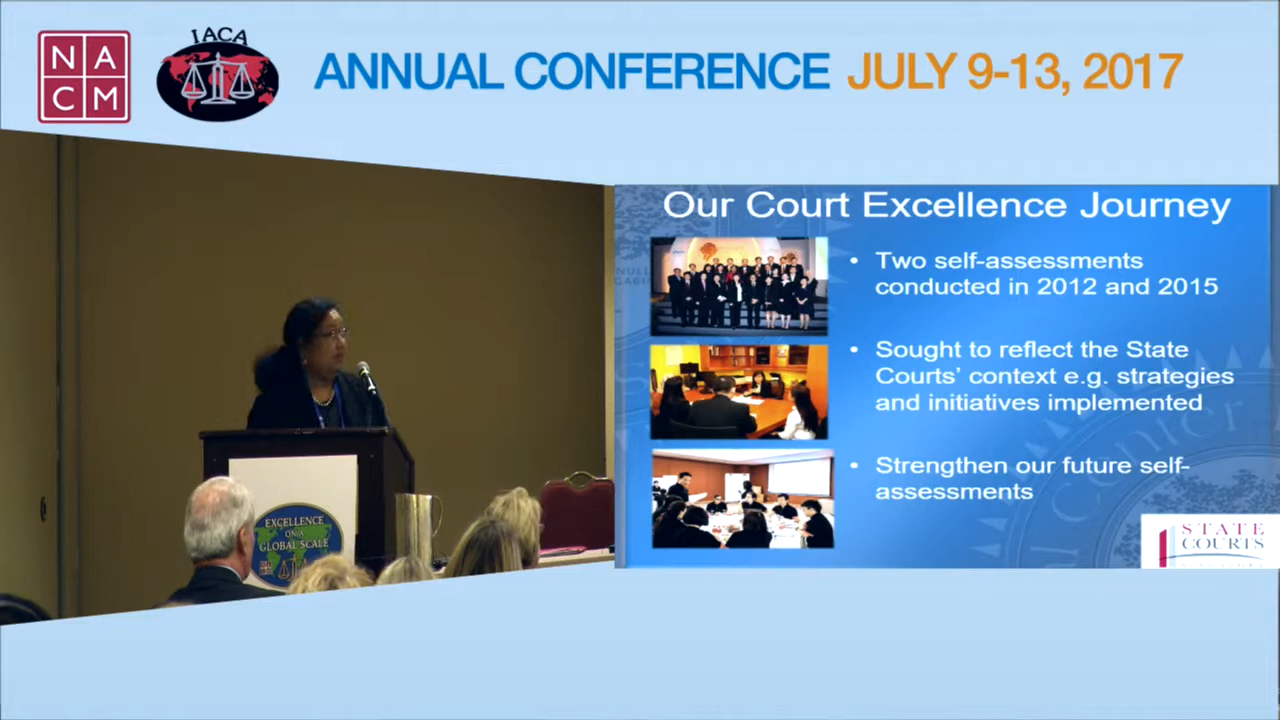 NA
CM
IACA
ANNUAL CONFERENCE JULY 9-13, 2017
Our Court Excellence Journey
• Two self-assessments
conducted in 2012 and 2015
• Sought to reflect the State
Courts' context e.g. strategies
and initiatives implemented
• Strengthen our future self-
assessments
STATE
COURTS
EXCELLENCE
ON A
GLOBAL SCALE